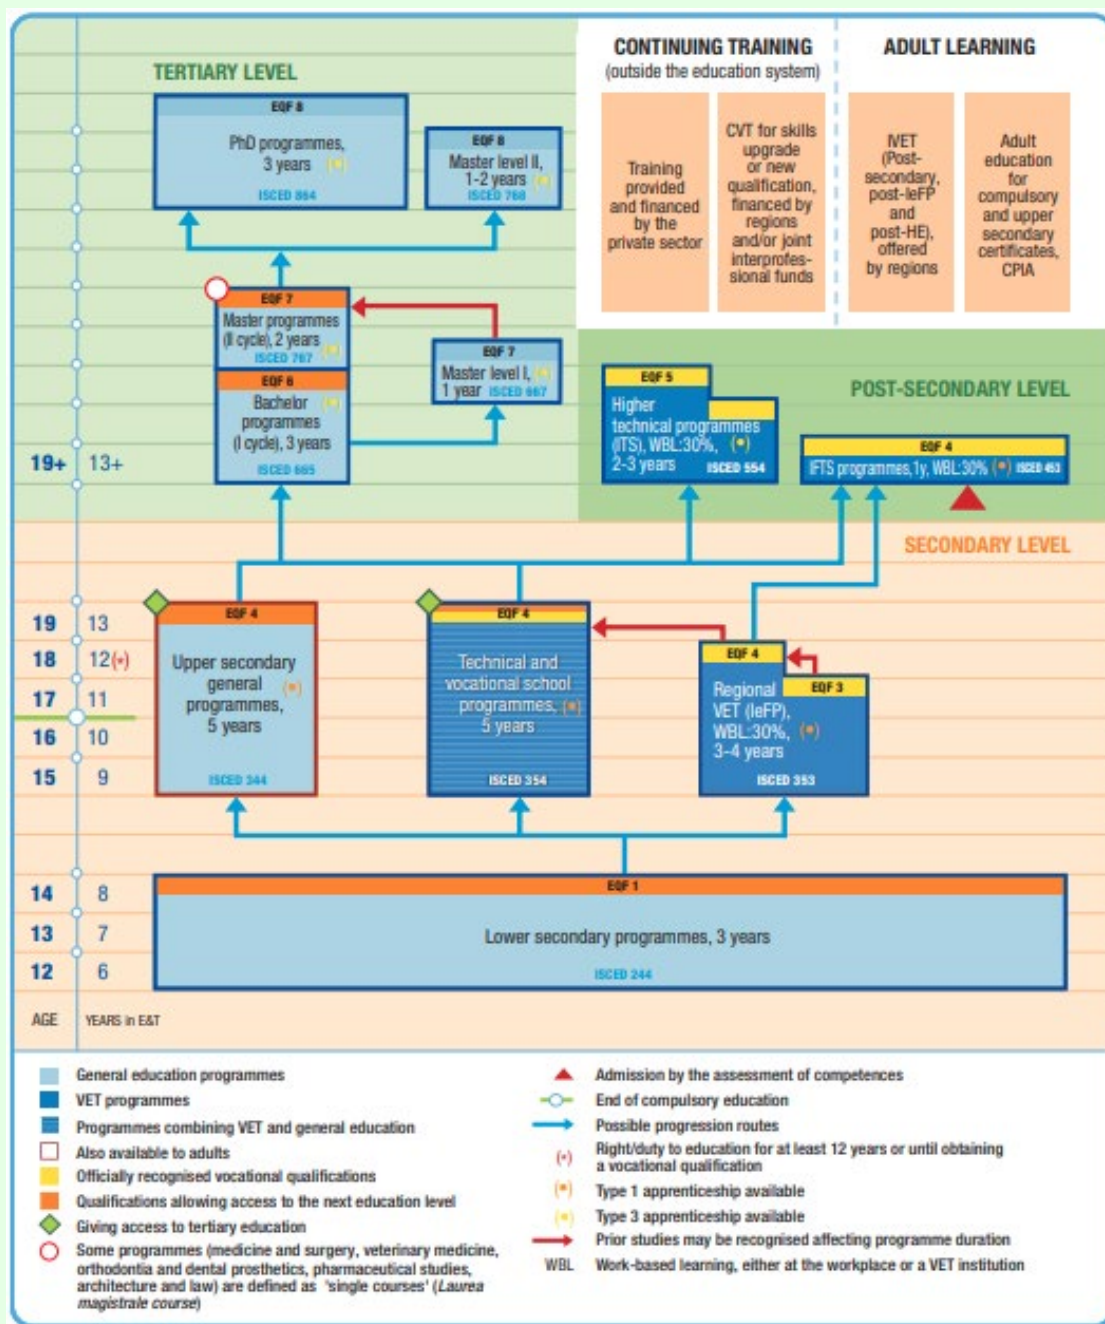 CONTINUING TRAINING
(outside the education system)
ADULT LEARNING
TERTIARY LEVEL
EQF 8
PhD programmes,
3 years (•)
ISCED 864
EQF 8
Master level II,
1-2 years (•)
ISCED 768
Training
provided
and financed
by the
private sector
CVT for skills
upgrade
or new
qualification,
financed by
regions
and/or joint
interprofes-
sional funds
IVET
(Post-
secondary,
post-IeFP
and
post-HE),
offered
by regions
Adult
education
for
compulsory
and upper
secondary
certificates,
CPIA
EQF 7
Master programmes
(II cycle), 2 years
(•)
ISCED 767
EQF 6
Bachelor (•)
programmes
(I cycle), 3 years
ISCED 665
EQF 7
Master level I, (•)
1 year ISCED 667
POST-SECONDARY LEVEL
EQF 5
Higher
technical programmes
(ITS), WBL:30%, (•)
2-3 years ISCED 554
EQF 4
IFTS programmes,1y, WBL:30% (•) ISCED 453
19+ 13+
SECONDARY LEVEL
19 13
18 12(•)
17 11
16 10
15 9
EQF 4
Upper secondary
general (•)
programmes,
5 years
ISCED 344
EQF 4
Technical and
vocational school
programmes, (•)
5 years
ISCED 354
EQF 4
EQF 3
Regional
VET (IeFP),
WBL:30%, (•)
3-4 years
ISCED 353
EQF 1
Lower secondary programmes, 3 years
ISCED 244
14 8
13 7
12 6
AGE YEARS in E&T
General education programmes
VET programmes
Programmes combining VET and general education
Also available to adults
Officially recognised vocational qualifications
Qualifications allowing access to the next education level
Giving access to tertiary education
Some programmes (medicine and surgery, veterinary medicine,
orthodontia and dental prosthetics, pharmaceutical studies,
architecture and law) are defined as 'single courses' (Laurea
magistrale course)
Admission by the assessment of competences
End of compulsory education
Possible progression routes
(•) Right/duty to education for at least 12 years or until obtaining
a vocational qualification
(•) Type 1 apprenticeship available
(•) Type 3 apprenticeship available
Prior studies may be recognised affecting programme duration
WBL Work-based learning, either at the workplace or a VET institution